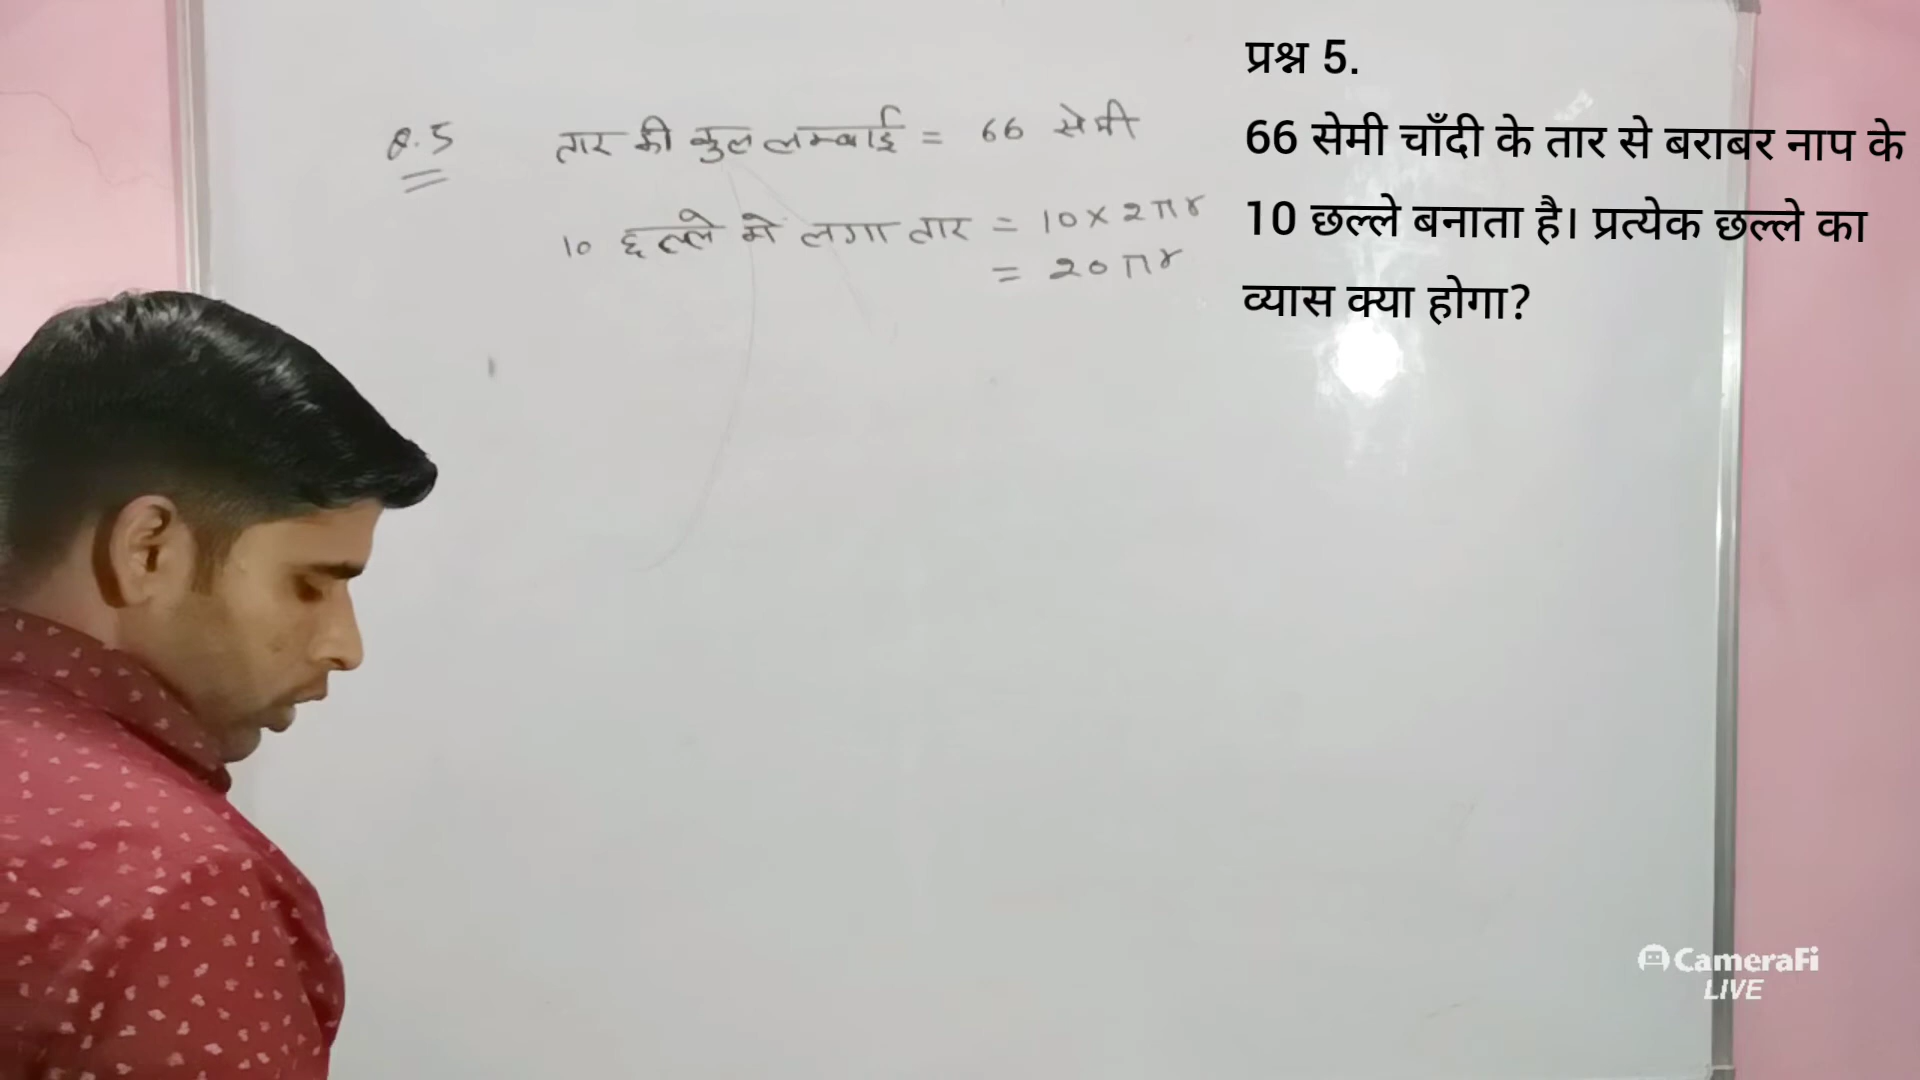 प्रश्न 5.
66 सेमी चाँदी के तार से बराबर नाप के
10 छल्ले बनाता है। प्रत्येक छल्ले का
व्यास क्या होगा?
Q.5 तार की कुल लम्बाई = 66 सेमी
10 छल्ले में लगा तार = 10 × 2πr
= 20πr
CameraFi
LIVE